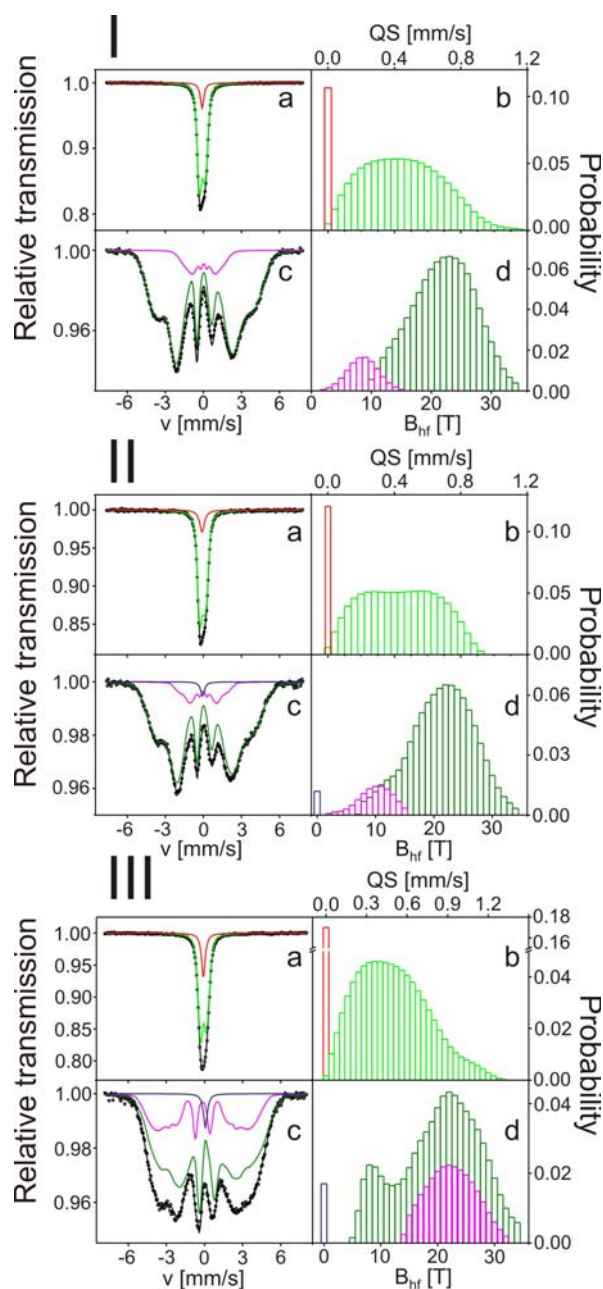 I
QS [mm/s]
0.0 0.4 0.8 1.2
1.0
0.9
0.8
Relative transmission
a
b
0.10
0.05
0.00
Probability
1.00
0.96
c
d
0.06
0.04
0.02
0.00
-6 -3 0 3 6
v [mm/s]
0 10 20 30
Bhf [T]
II
QS [mm/s]
0.0 0.4 0.8 1.2
1.00
0.95
0.90
0.85
Relative transmission
a
b
0.10
0.05
0.00
Probability
1.00
0.98
0.96
c
d
0.06
0.03
0.00
-6 -3 0 3 6
v [mm/s]
0 10 20 30
Bhf [T]
III
QS [mm/s]
0.0 0.3 0.6 0.9 1.2
1.00
0.95
0.90
0.85
0.80
Relative transmission
a
b
0.18
0.16
0.04
0.02
0.00
Probability
1.00
0.98
0.96
c
d
0.04
0.02
0.00
-6 -3 0 3 6
v [mm/s]
0 10 20 30
Bhf [T]